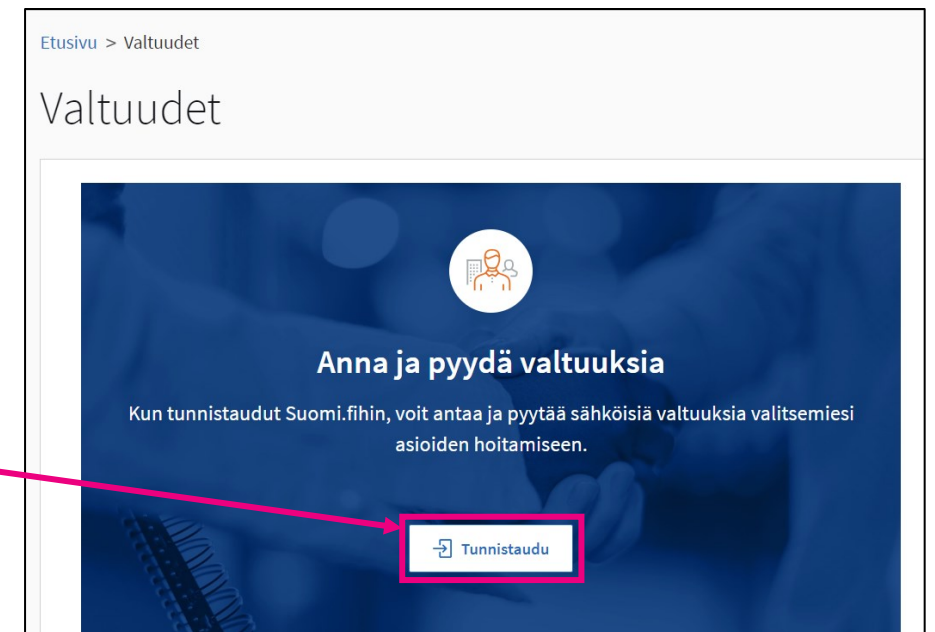 Etusivu > Valtuudet
Valtuudet
Anna ja pyydä valtuuksia
Kun tunnistaudut Suomi.fihin, voit antaa ja pyytää sähköisiä valtuuksia valitsemiesi
asioiden hoitamiseen.
Tunnistaudu